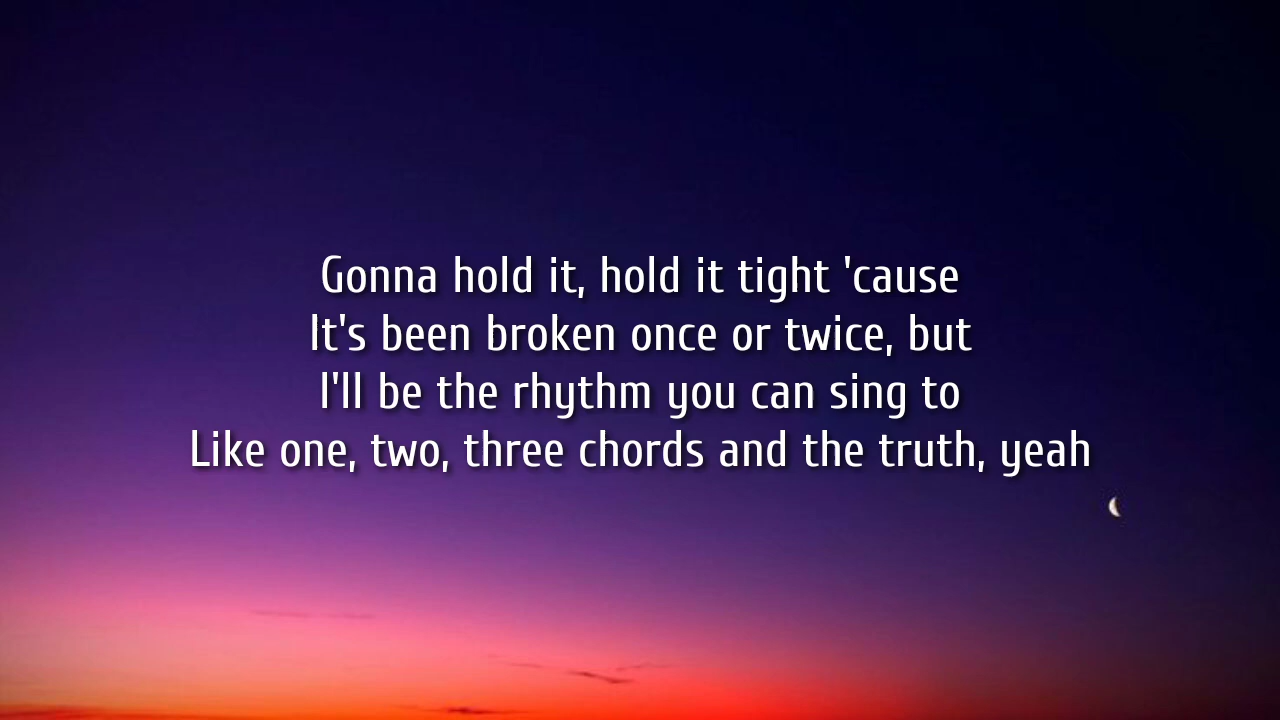 Gonna hold it, hold it tight 'cause
It's been broken once or twice, but
I'll be the rhythm you can sing to
Like one, two, three chords and the truth, yeah